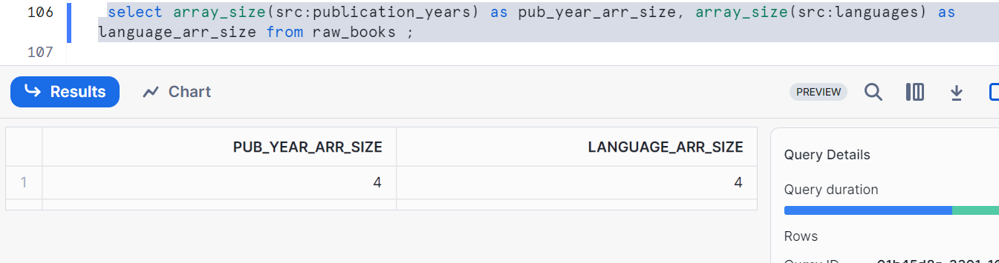 106 select array_size(src:publication_years) as pub_year_arr_size, array_size(src:languages) as
language_arr_size from raw_books ;
107
Results Chart PREVIEW
PUB_YEAR_ARR_SIZE LANGUAGE_ARR_SIZE
1 4 4
Query Details
Query duration
Rows